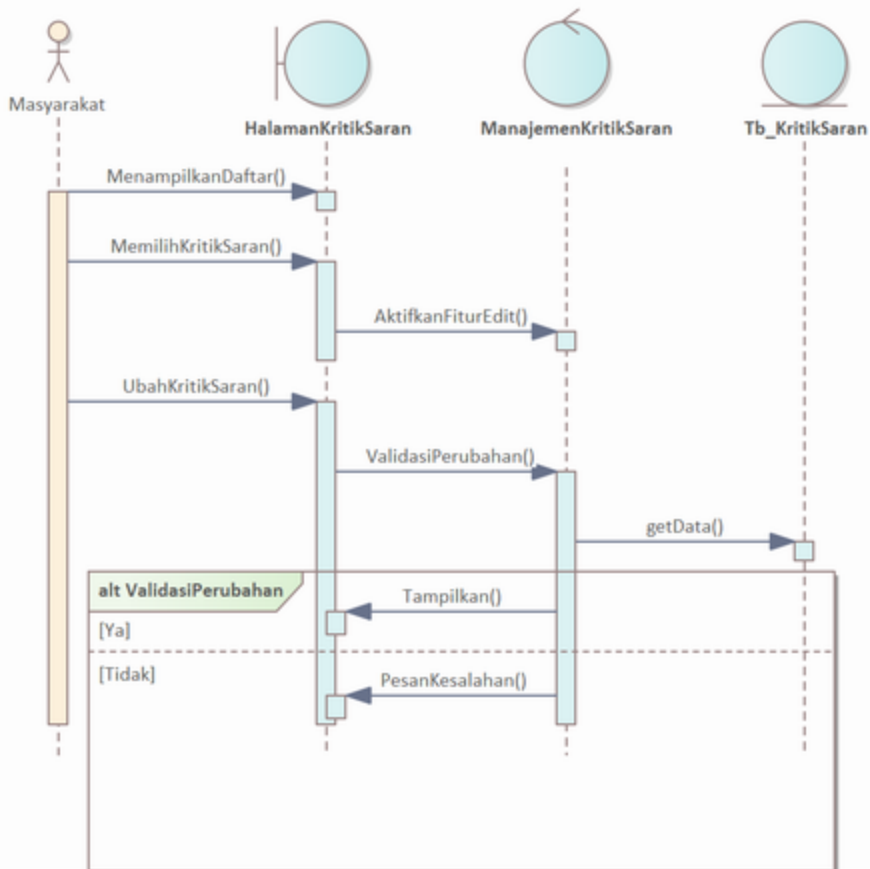 Masyarakat
HalamanKritikSaran
ManajemenKritikSaran
Tb_KritikSaran
MenampilkanDaftar()
MemilihKritikSaran()
AktifkanFiturEdit()
UbahKritikSaran()
ValidasiPerubahan()
getData()
alt ValidasiPerubahan
Tampilkan()
[Ya]
[Tidak]
PesanKesalahan()